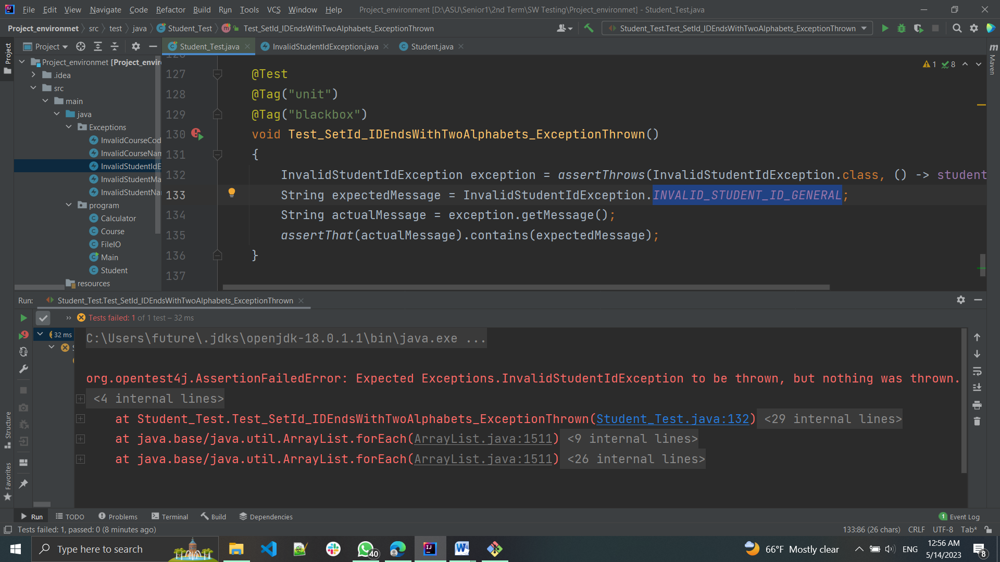 File Edit View Navigate Code Refactor Build Run Tools VCS Window Help Project_environment [D:\ASU\Senior1\2nd Term\SW Testing\Project_environmet] - Student_Test.java
Project_environmet src test java Student_Test Test_SetId_IDEndsWithTwoAlphabets_ExceptionThrown Student_Test.Test_SetId_IDEndsWithTwoAlphabets_ExceptionThrown
Project
Project
Student_Test.java InvalidStudentIdException.java Student.java
Maven
Project_environmet [Project_envir
.idea
src
main
java
Exceptions
InvalidCourseCod
InvalidCourseNam
InvalidStudentIdE
InvalidStudentMa
InvalidStudentNa
program
Calculator
Course
FileIO
Main
Student
resources
1 8
127 @Test
128 @Tag("unit")
129 @Tag("blackbox")
130 void Test_SetId_IDEndsWithTwoAlphabets_ExceptionThrown()
131 {
132 InvalidStudentIdException exception = assertThrows(InvalidStudentIdException.class, () -> student
133 String expectedMessage = InvalidStudentIdException.INVALID_STUDENT_ID_GENERAL;
134 String actualMessage = exception.getMessage();
135 assertThat(actualMessage).contains(expectedMessage);
136 }
137
Run: Student_Test.Test_SetId_IDEndsWithTwoAlphabets_ExceptionThrown
Tests failed: 1 of 1 test – 32 ms
32 ms
C:\Users\future\.jdks\openjdk-18.0.1.1\bin\java.exe ...
org.opentest4j.AssertionFailedError: Expected Exceptions.InvalidStudentIdException to be thrown, but nothing was thrown.
<4 internal lines>
at Student_Test.Test_SetId_IDEndsWithTwoAlphabets_ExceptionThrown(Student_Test.java:132) <29 internal lines>
at java.base/java.util.ArrayList.forEach(ArrayList.java:1511) <9 internal lines>
at java.base/java.util.ArrayList.forEach(ArrayList.java:1511) <26 internal lines>
Structure
Favorites
Run TODO Problems Terminal Build Dependencies 1 Event Log
Tests failed: 1, passed: 0 (8 minutes ago) 133:86 (26 chars) CRLF UTF-8 Tab*
Type here to search 40 66°F Mostly clear ENG 12:56 AM
5/14/2023 8